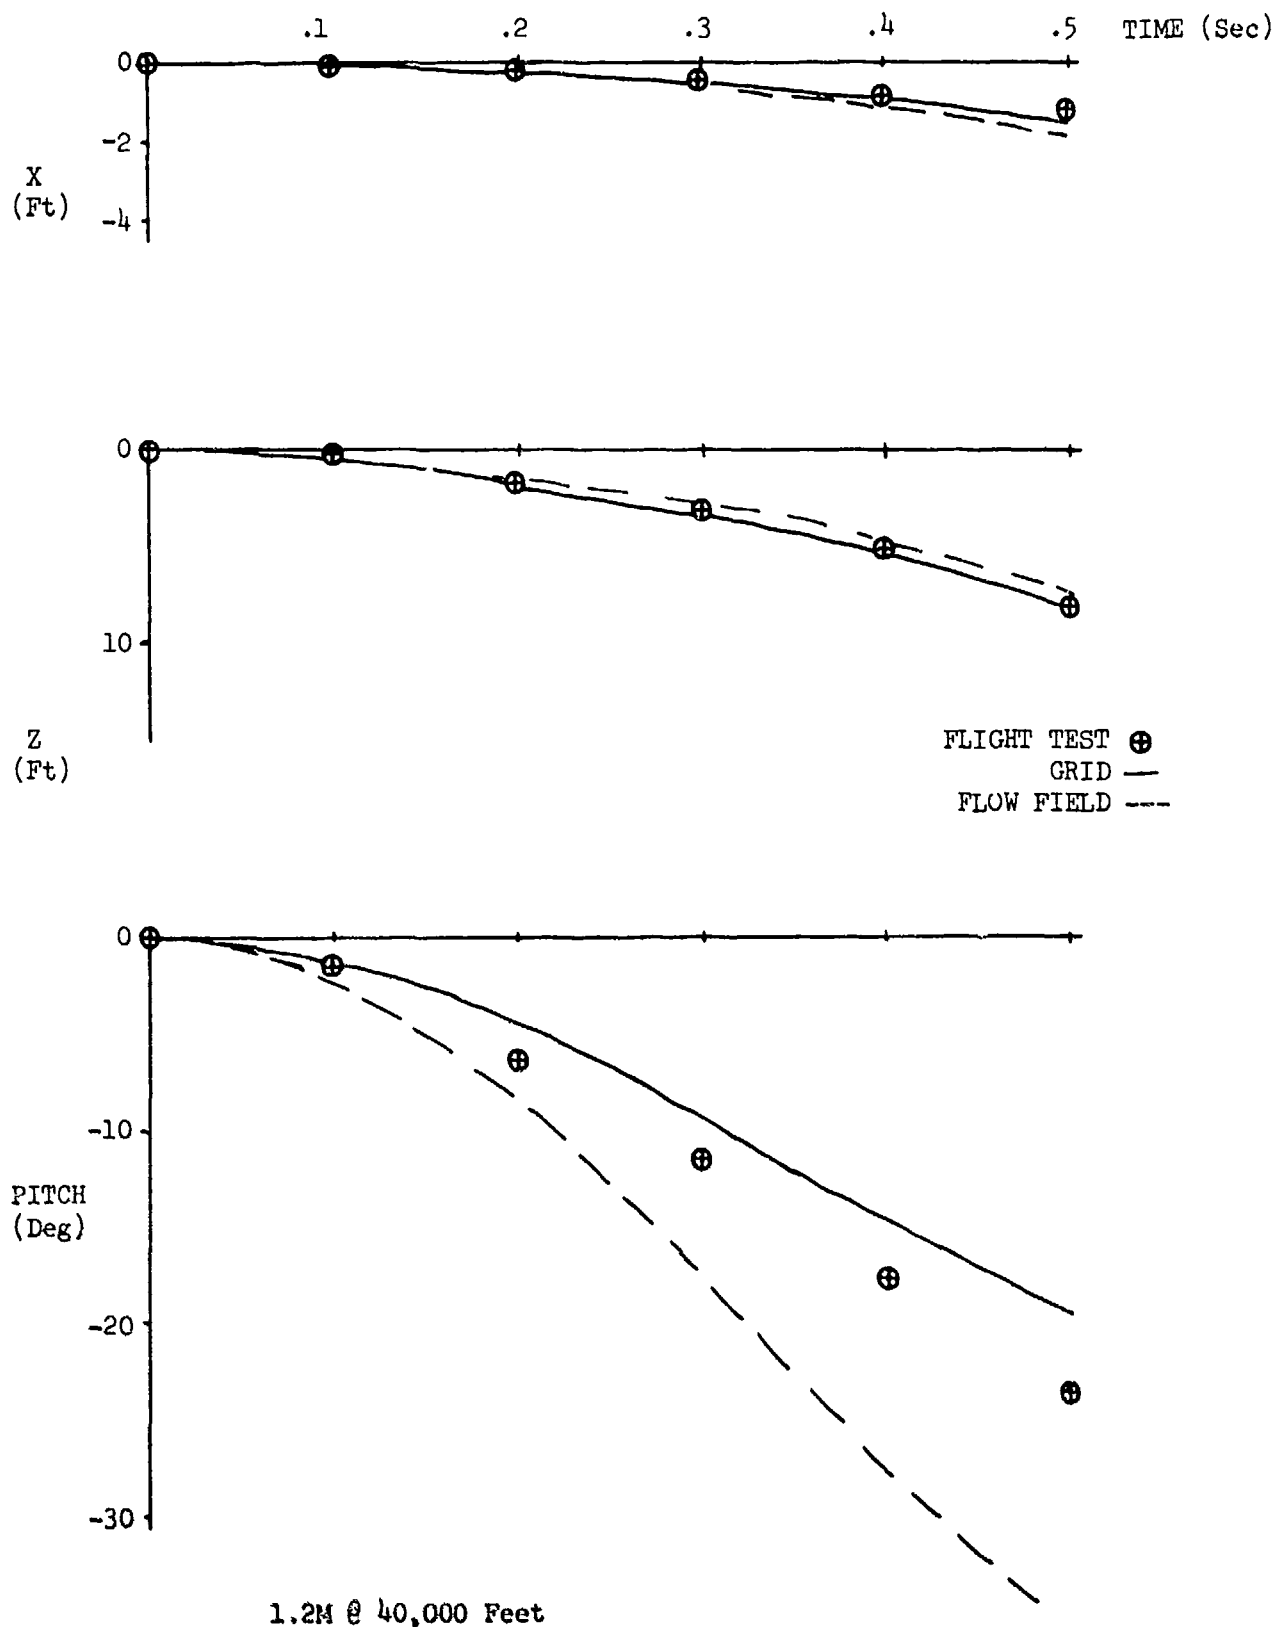 .1 .2 .3 .4 .5 TIME (Sec)
0
-2
X
(Ft)
-4
0
10
Z
(Ft)
FLIGHT TEST
GRID
FLOW FIELD
0
-10
PITCH
(Deg)
-20
-30
1.2M @ 40,000 Feet